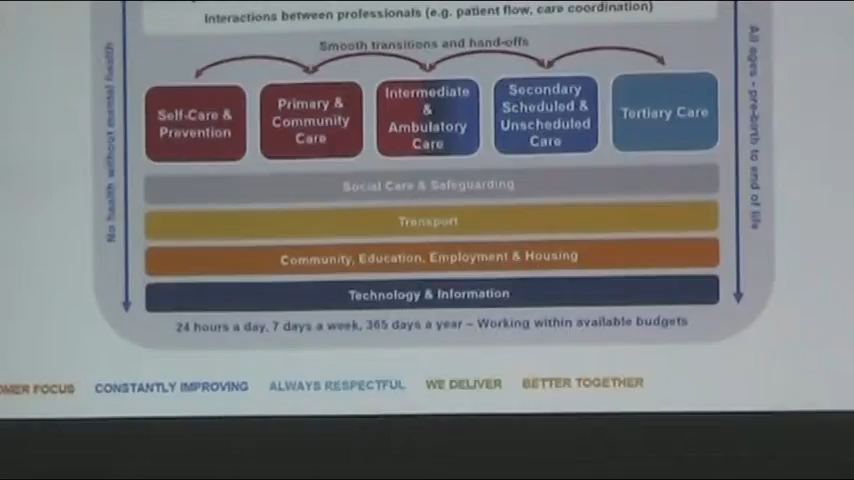 Interactions between professionals (e.g. patient flow, care coordination)
Smooth transitions and hand-offs
Self-Care &
Prevention
Primary &
Community
Care
Intermediate
&
Ambulatory
Care
Secondary
Scheduled &
Unscheduled
Care
Tertiary Care
No health without mental health
All ages - pre-birth to end of life
Social Care & Safeguarding
Transport
Community, Education, Employment & Housing
Technology & Information
24 hours a day, 7 days a week, 365 days a year – Working within available budgets
FOCUS CONSTANTLY IMPROVING ALWAYS RESPECTFUL WE DELIVER BETTER TOGETHER